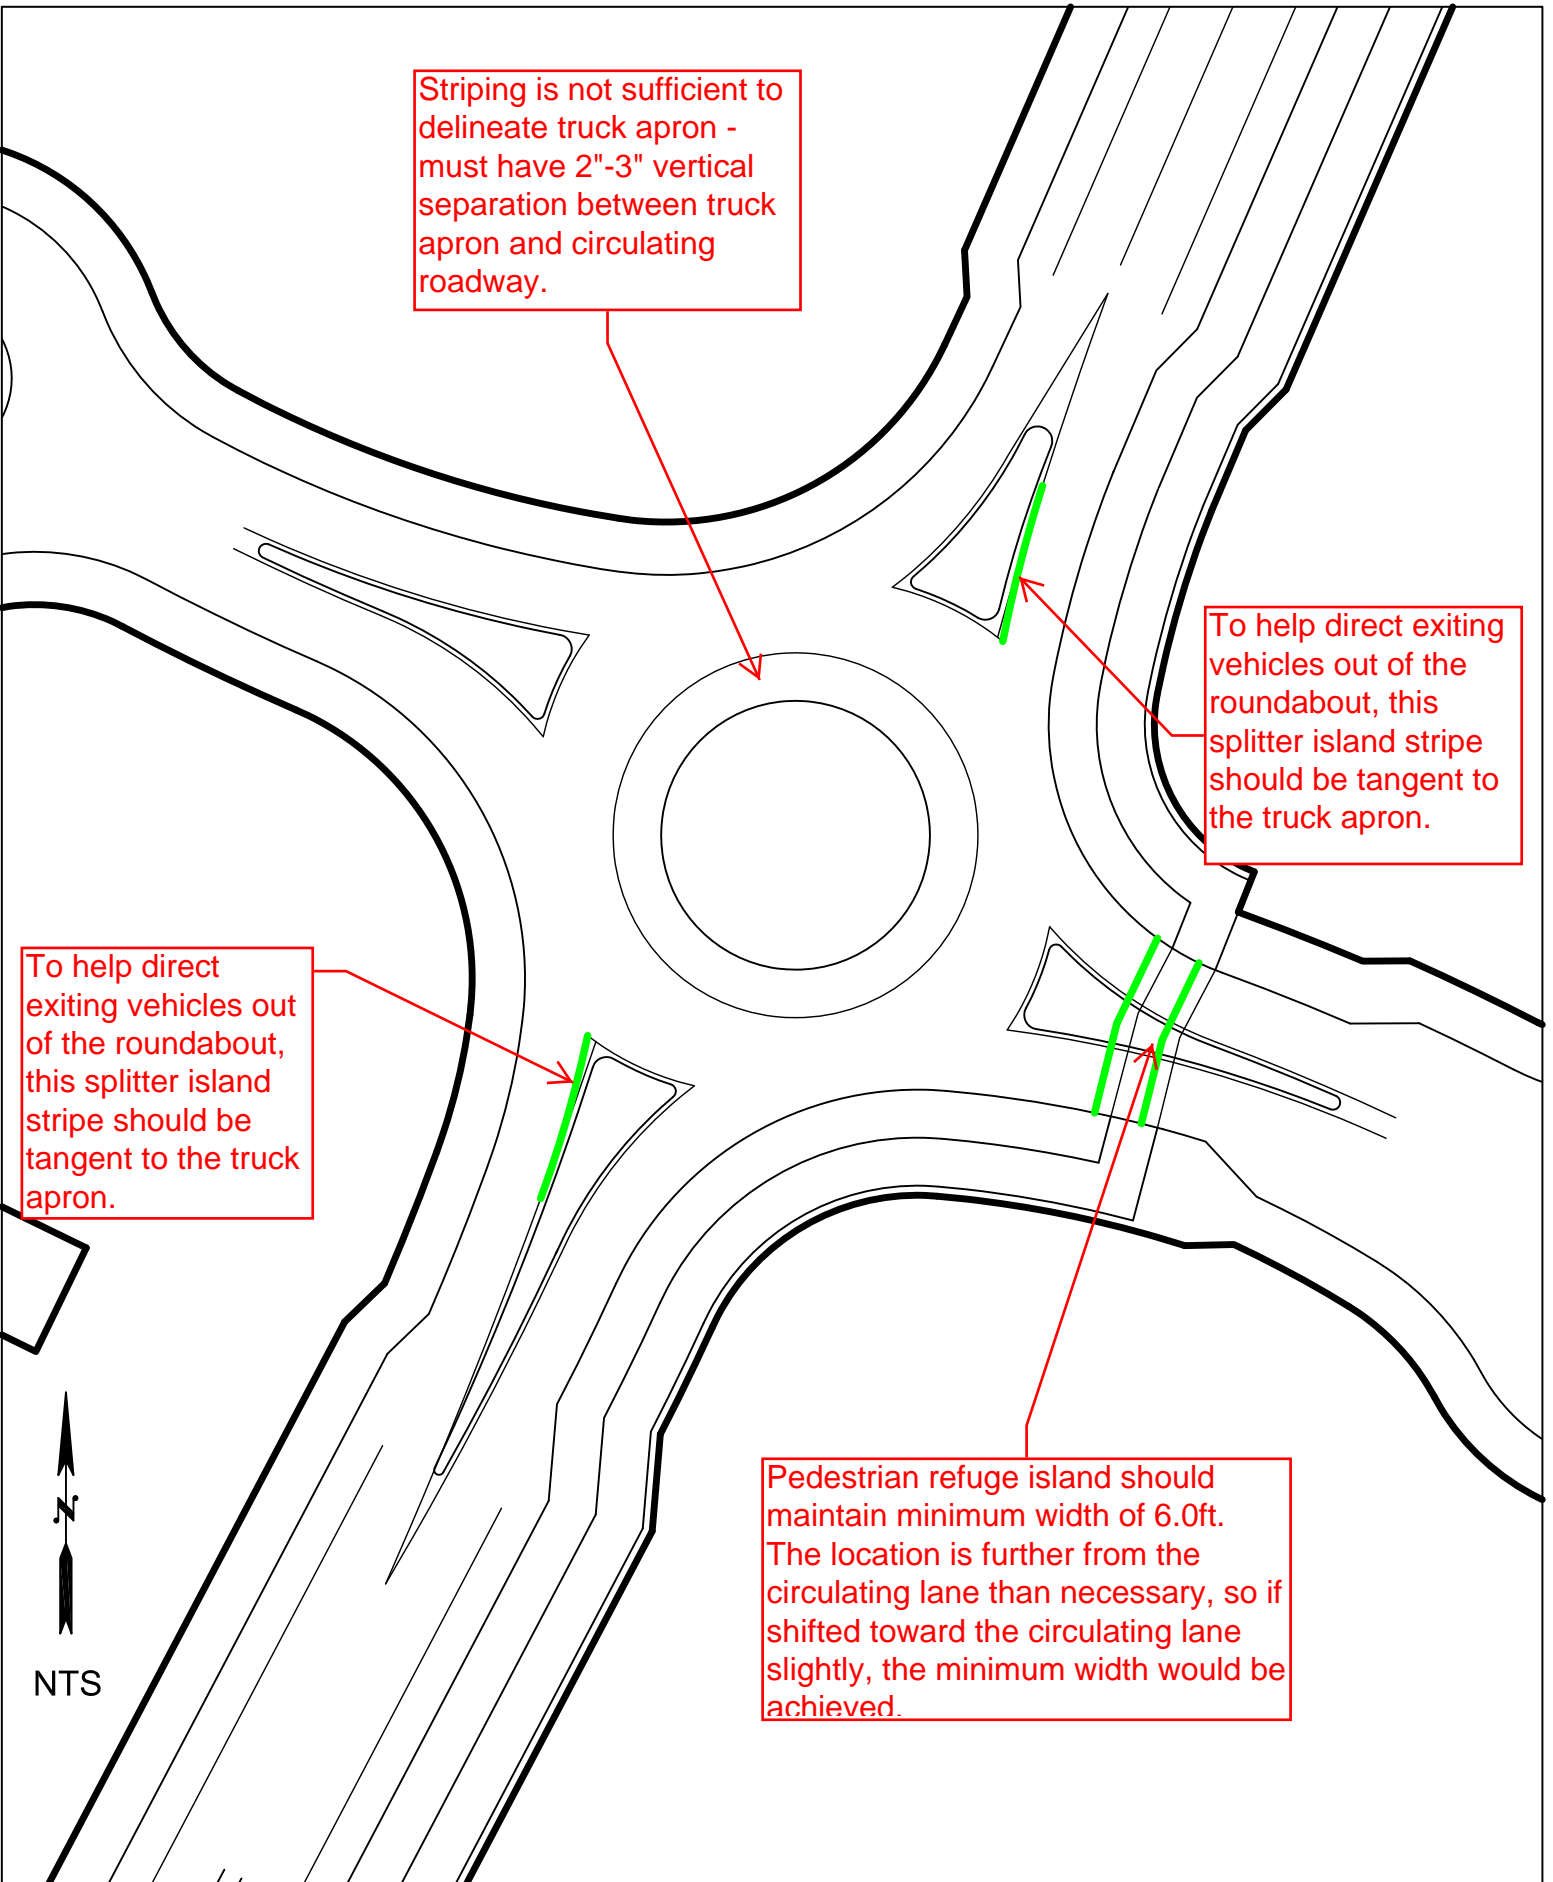 Striping is not sufficient to
delineate truck apron -
must have 2"-3" vertical
separation between truck
apron and circulating
roadway.
To help direct exiting
vehicles out of the
roundabout, this
splitter island stripe
should be tangent to
the truck apron.
To help direct
exiting vehicles out
of the roundabout,
this splitter island
stripe should be
tangent to the truck
apron.
Pedestrian refuge island should
maintain minimum width of 6.0ft.
The location is further from the
circulating lane than necessary, so if
shifted toward the circulating lane
slightly, the minimum width would be
achieved.
N
NTS